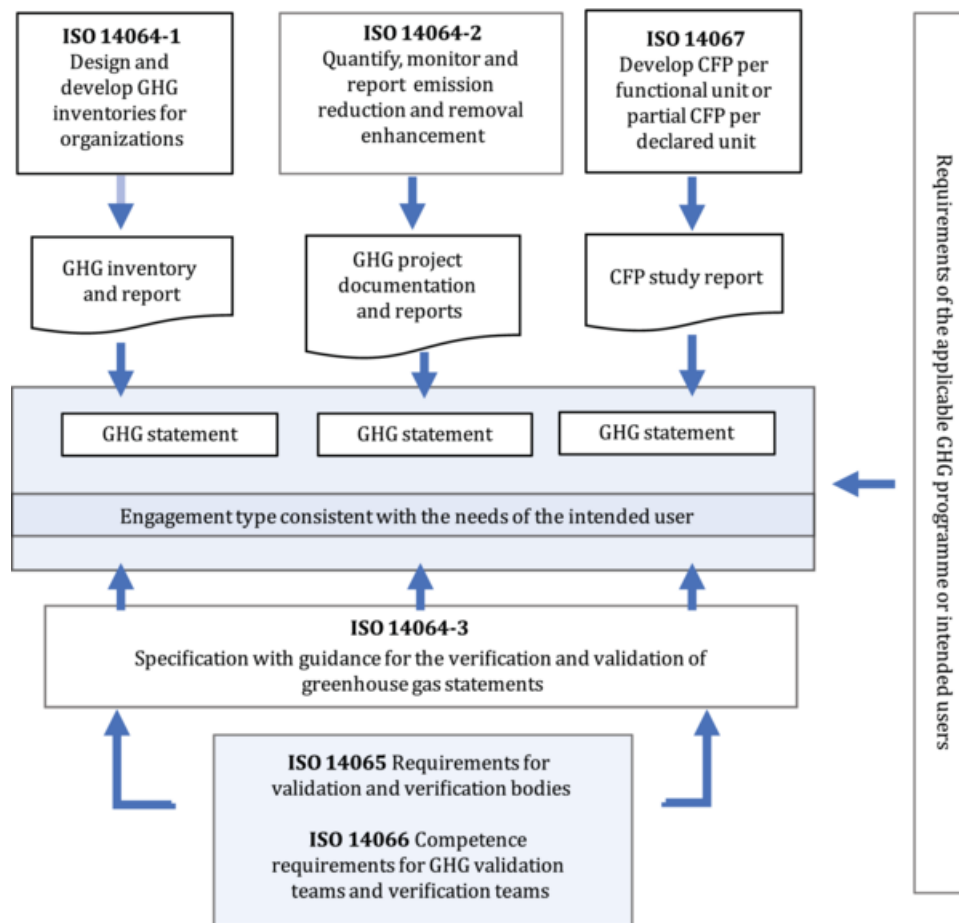 ISO 14064-1
Design and
develop GHG
inventories for
organizations
ISO 14064-2
Quantify, monitor and
report emission
reduction and removal
enhancement
ISO 14067
Develop CFP per
functional unit or
partial CFP per
declared unit
GHG inventory
and report
GHG project
documentation
and reports
CFP study report
GHG statement
GHG statement
GHG statement
Engagement type consistent with the needs of the intended user
ISO 14064-3
Specification with guidance for the verification and validation of
greenhouse gas statements
ISO 14065 Requirements for
validation and verification bodies
ISO 14066 Competence
requirements for GHG validation
teams and verification teams
Requirements of the applicable GHG programme or intended users